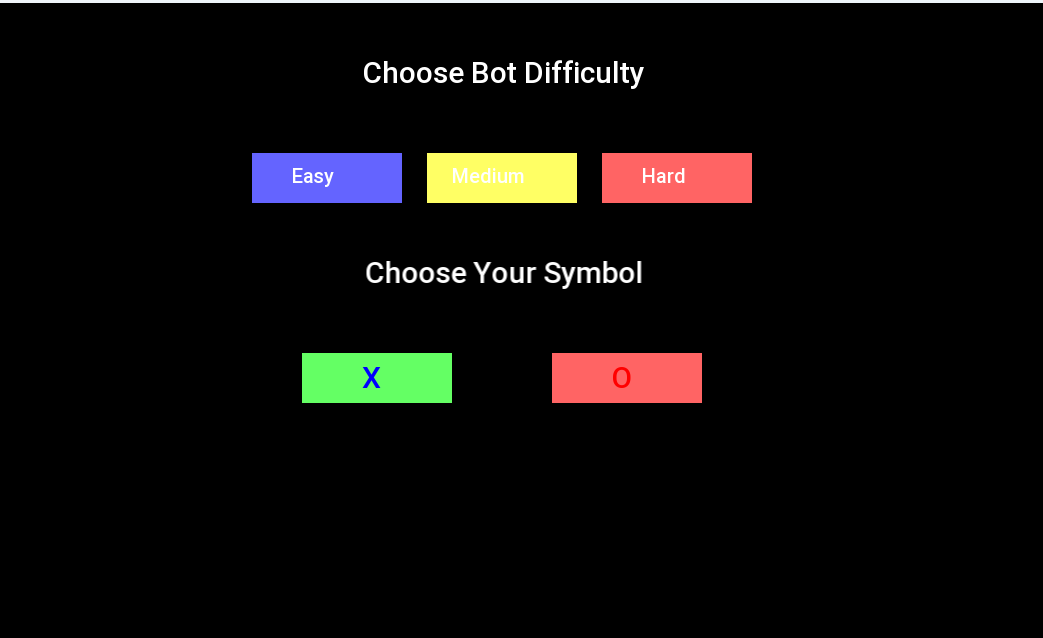 Choose Bot Difficulty
Easy Medium Hard
Choose Your Symbol
X O